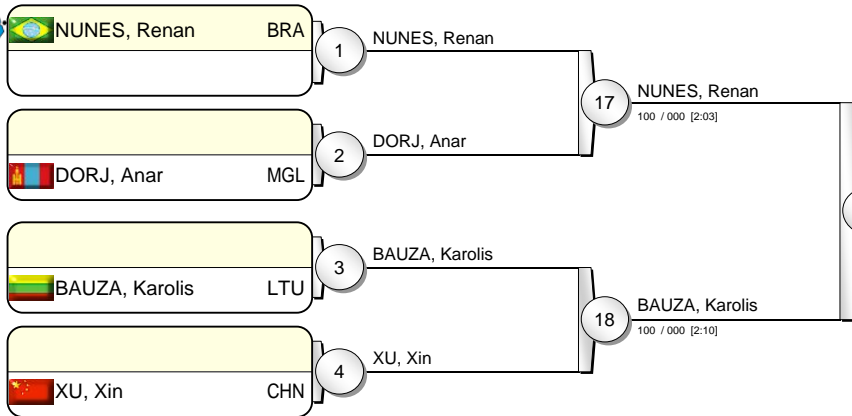 NUNES, Renan BRA
1
NUNES, Renan
17
NUNES, Renan
100 / 000 [2:03]
2
DORJ, Anar
DORJ, Anar MGL
3
BAUZA, Karolis
BAUZA, Karolis LTU
18
BAUZA, Karolis
100 / 000 [2:10]
4
XU, Xin
XU, Xin CHN